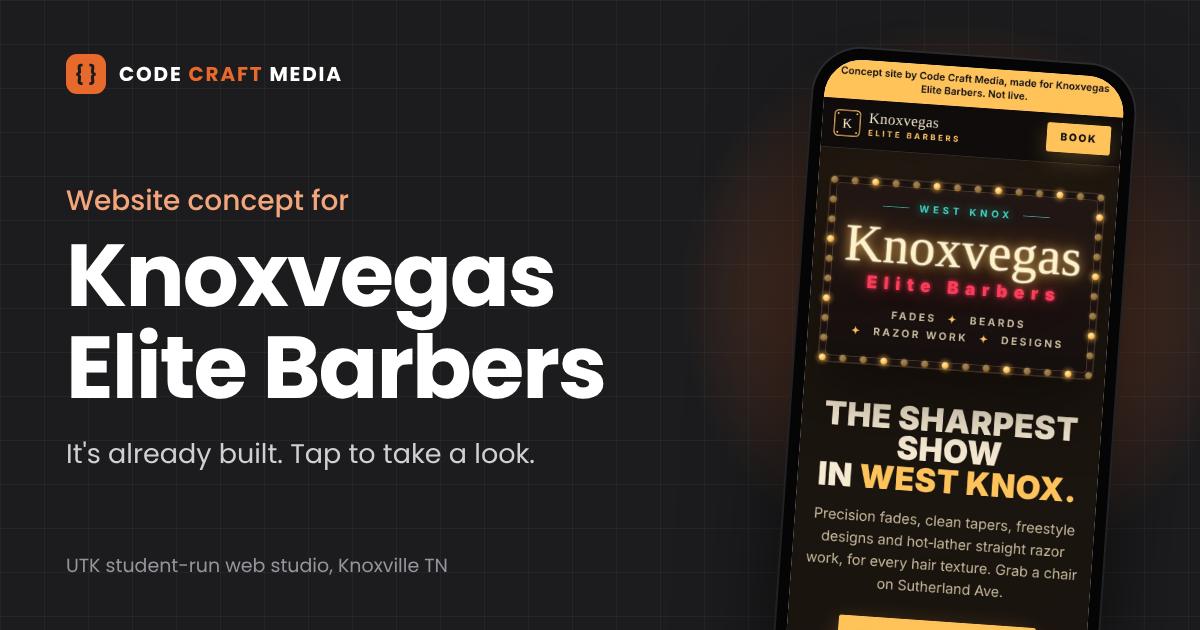 { }
CODE CRAFT MEDIA
Website concept for
Knoxvegas
Elite Barbers
It's already built. Tap to take a look.
UTK student-run web studio, Knoxville TN
Concept site by Code Craft Media, made for Knoxvegas
Elite Barbers. Not live.
K
Knoxvegas
ELITE BARBERS
BOOK
WEST KNOX
Knoxvegas
Elite Barbers
FADES ✦ BEARDS
✦ RAZOR WORK ✦ DESIGNS
THE SHARPEST
SHOW
IN WEST KNOX.
Precision fades, clean tapers, freestyle
designs and hot-lather straight razor
work, for every hair texture. Grab a chair
on Sutherland Ave.